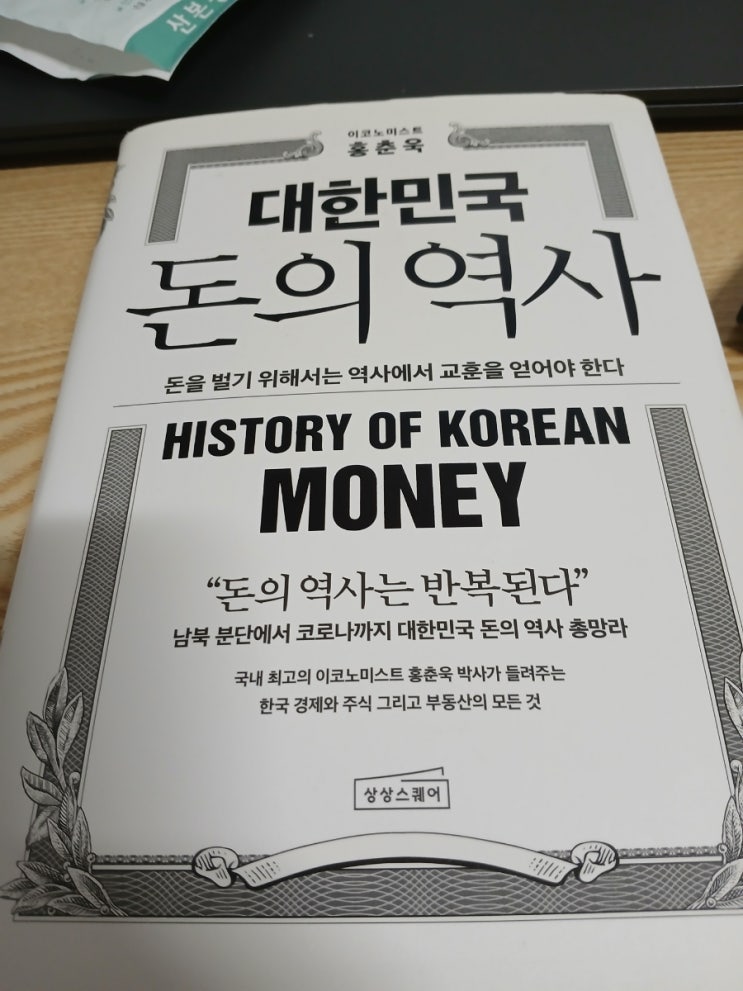 산본
이코노미스트
홍춘욱
대한민국
돈의 역사
돈을 벌기 위해서는 역사에서 교훈을 얻어야 한다
HISTORY OF KOREAN
MONEY
“돈의 역사는 반복된다”
남북 분단에서 코로나까지 대한민국 돈의 역사 총망라
국내 최고의 이코노미스트 홍춘욱 박사가 들려주는
한국 경제와 주식 그리고 부동산의 모든 것
상상스퀘어